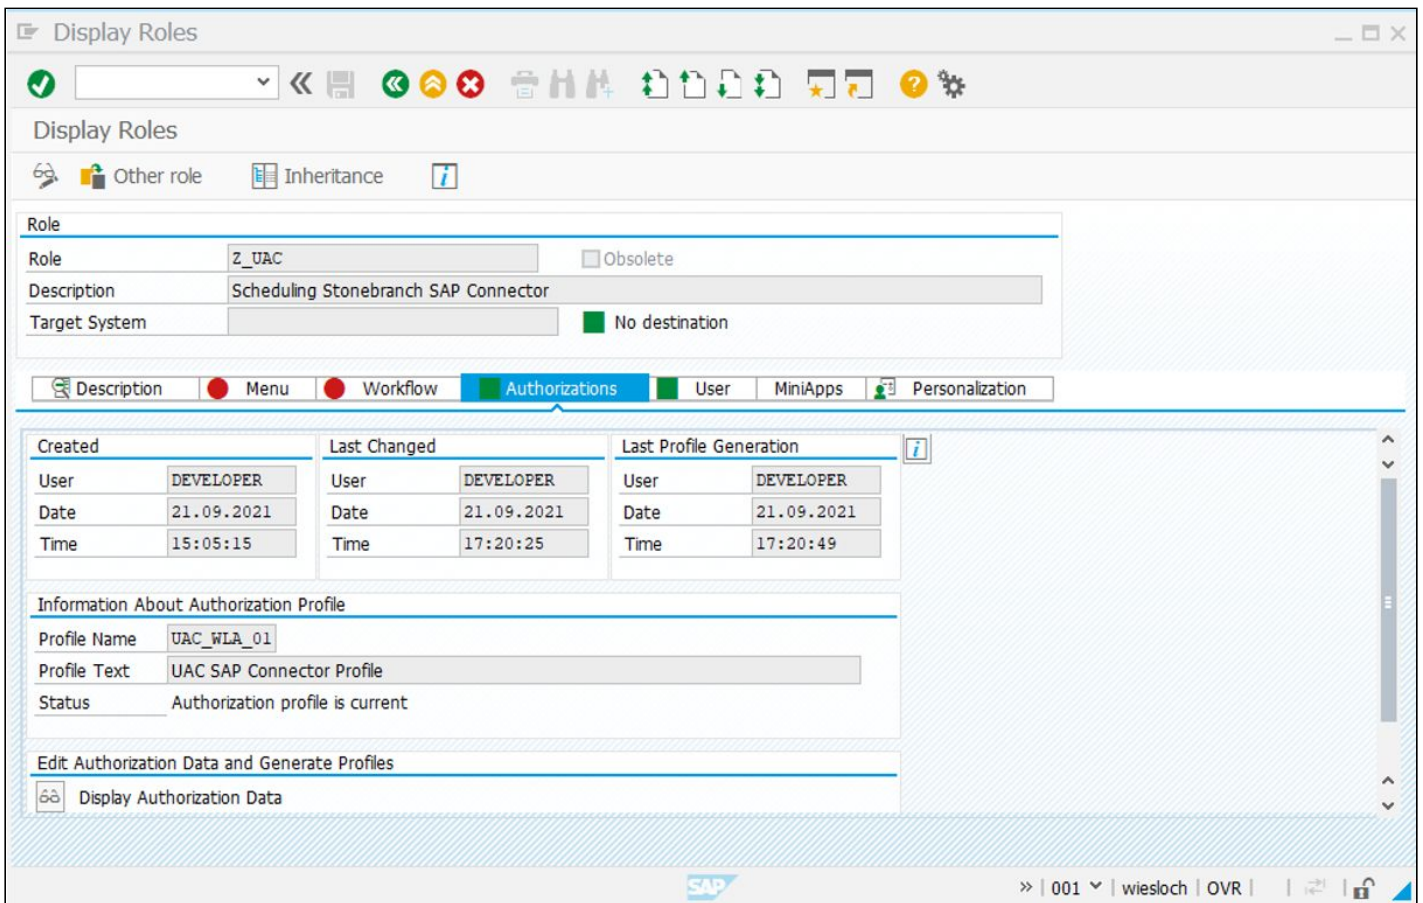 Display Roles
Display Roles
Other role Inheritance i
Role
Role Z_UAC Obsolete
Description Scheduling Stonebranch SAP Connector
Target System No destination
Description Menu Workflow Authorizations User MiniApps Personalization
Created Last Changed Last Profile Generation i
User DEVELOPER User DEVELOPER User DEVELOPER
Date 21.09.2021 Date 21.09.2021 Date 21.09.2021
Time 15:05:15 Time 17:20:25 Time 17:20:49
Information About Authorization Profile
Profile Name UAC_WLA_01
Profile Text UAC SAP Connector Profile
Status Authorization profile is current
Edit Authorization Data and Generate Profiles
Display Authorization Data
SAP » | 001 | wiesloch | OVR |